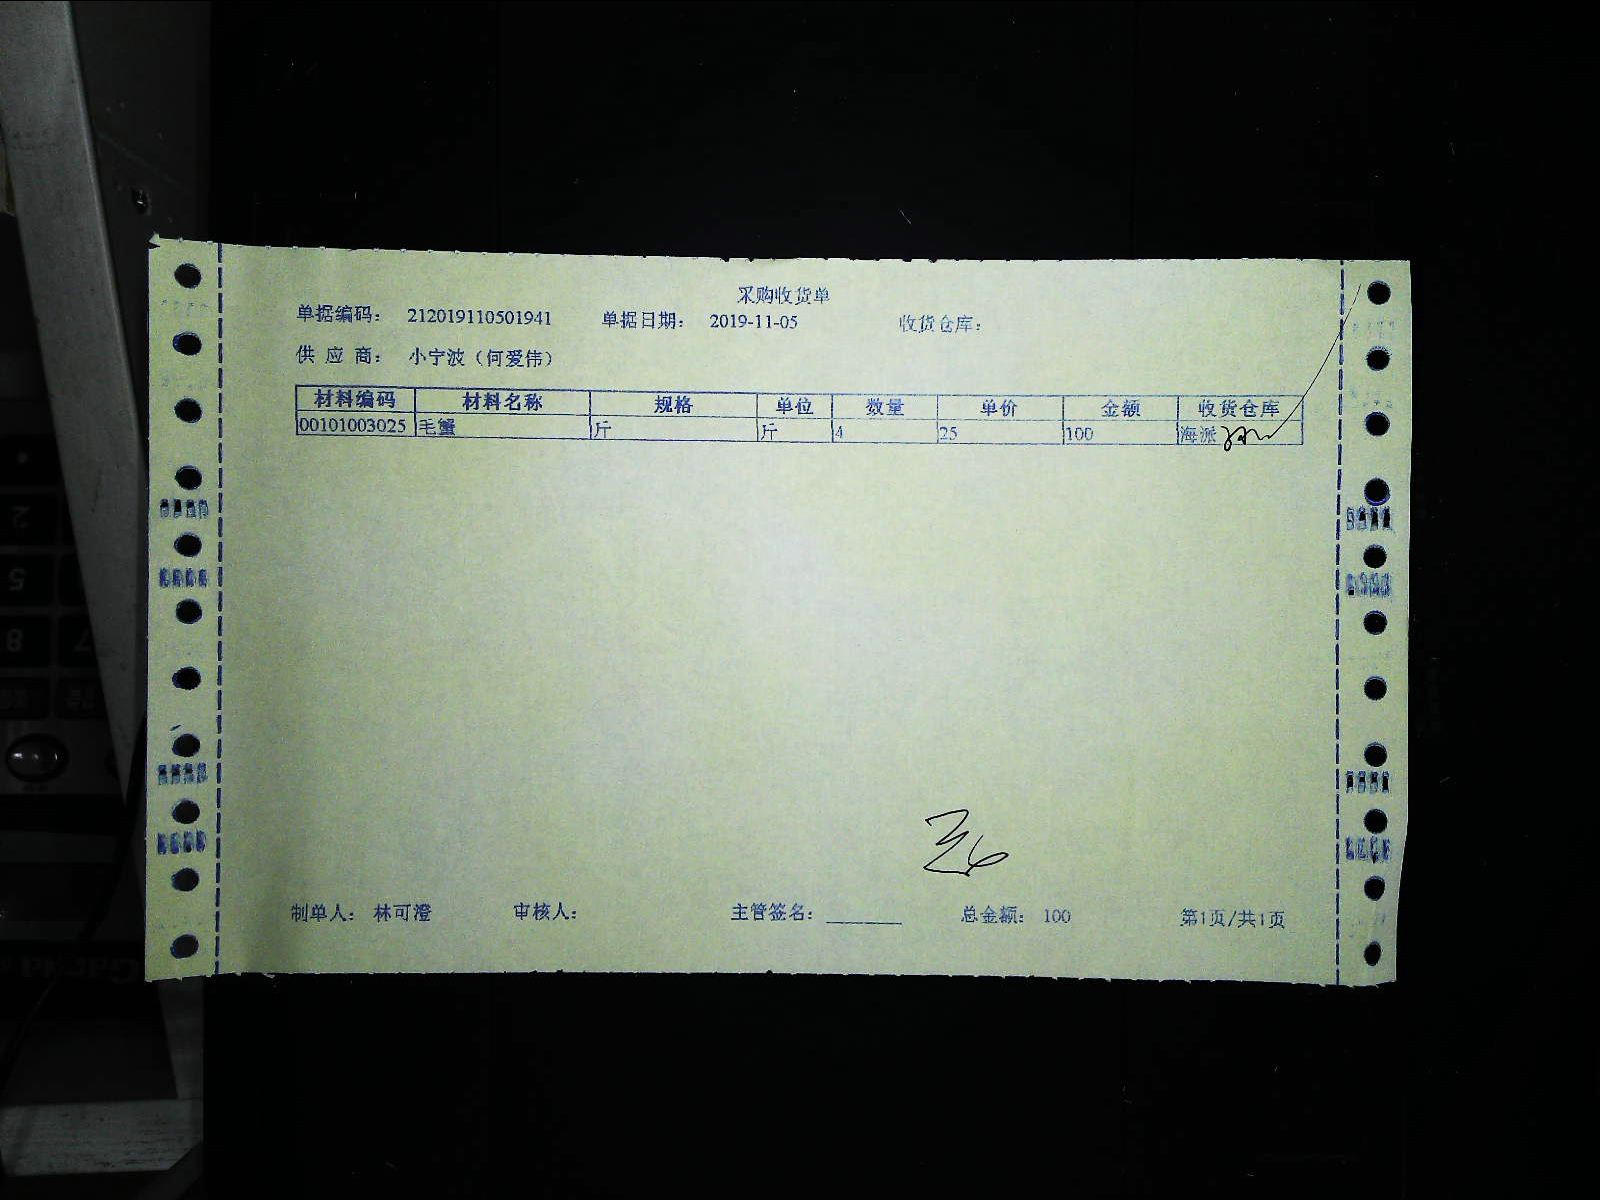 采购收货单
单据编码： 212019110501941 单据日期： 2019-11-05 收货仓库：
供 应 商： 小宁波（何爱伟）
材料编码 材料名称 规格 单位 数量 单价 金额 收货仓库
00101003025 毛蟹 斤 斤 4 25 100 海派
制单人： 林可澄 审核人： 主管签名： ________ 总金额： 100 第1页/共1页